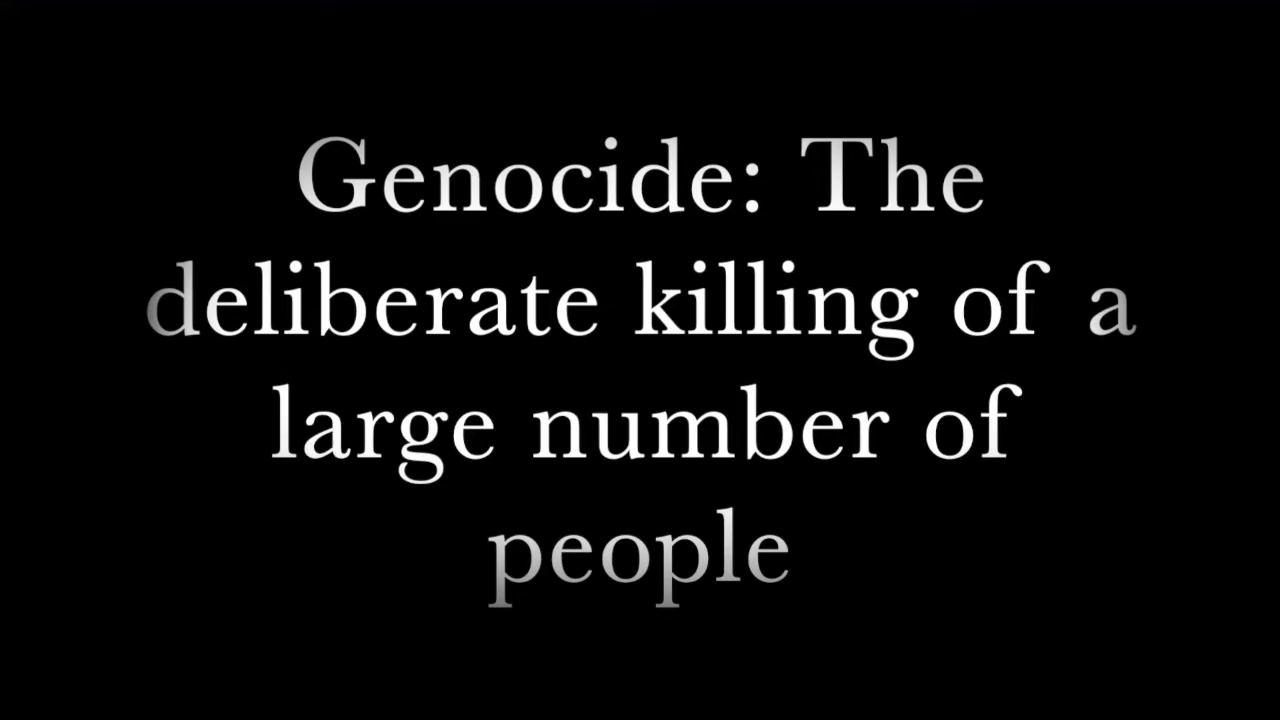 Genocide: The
deliberate killing of a
large number of
people